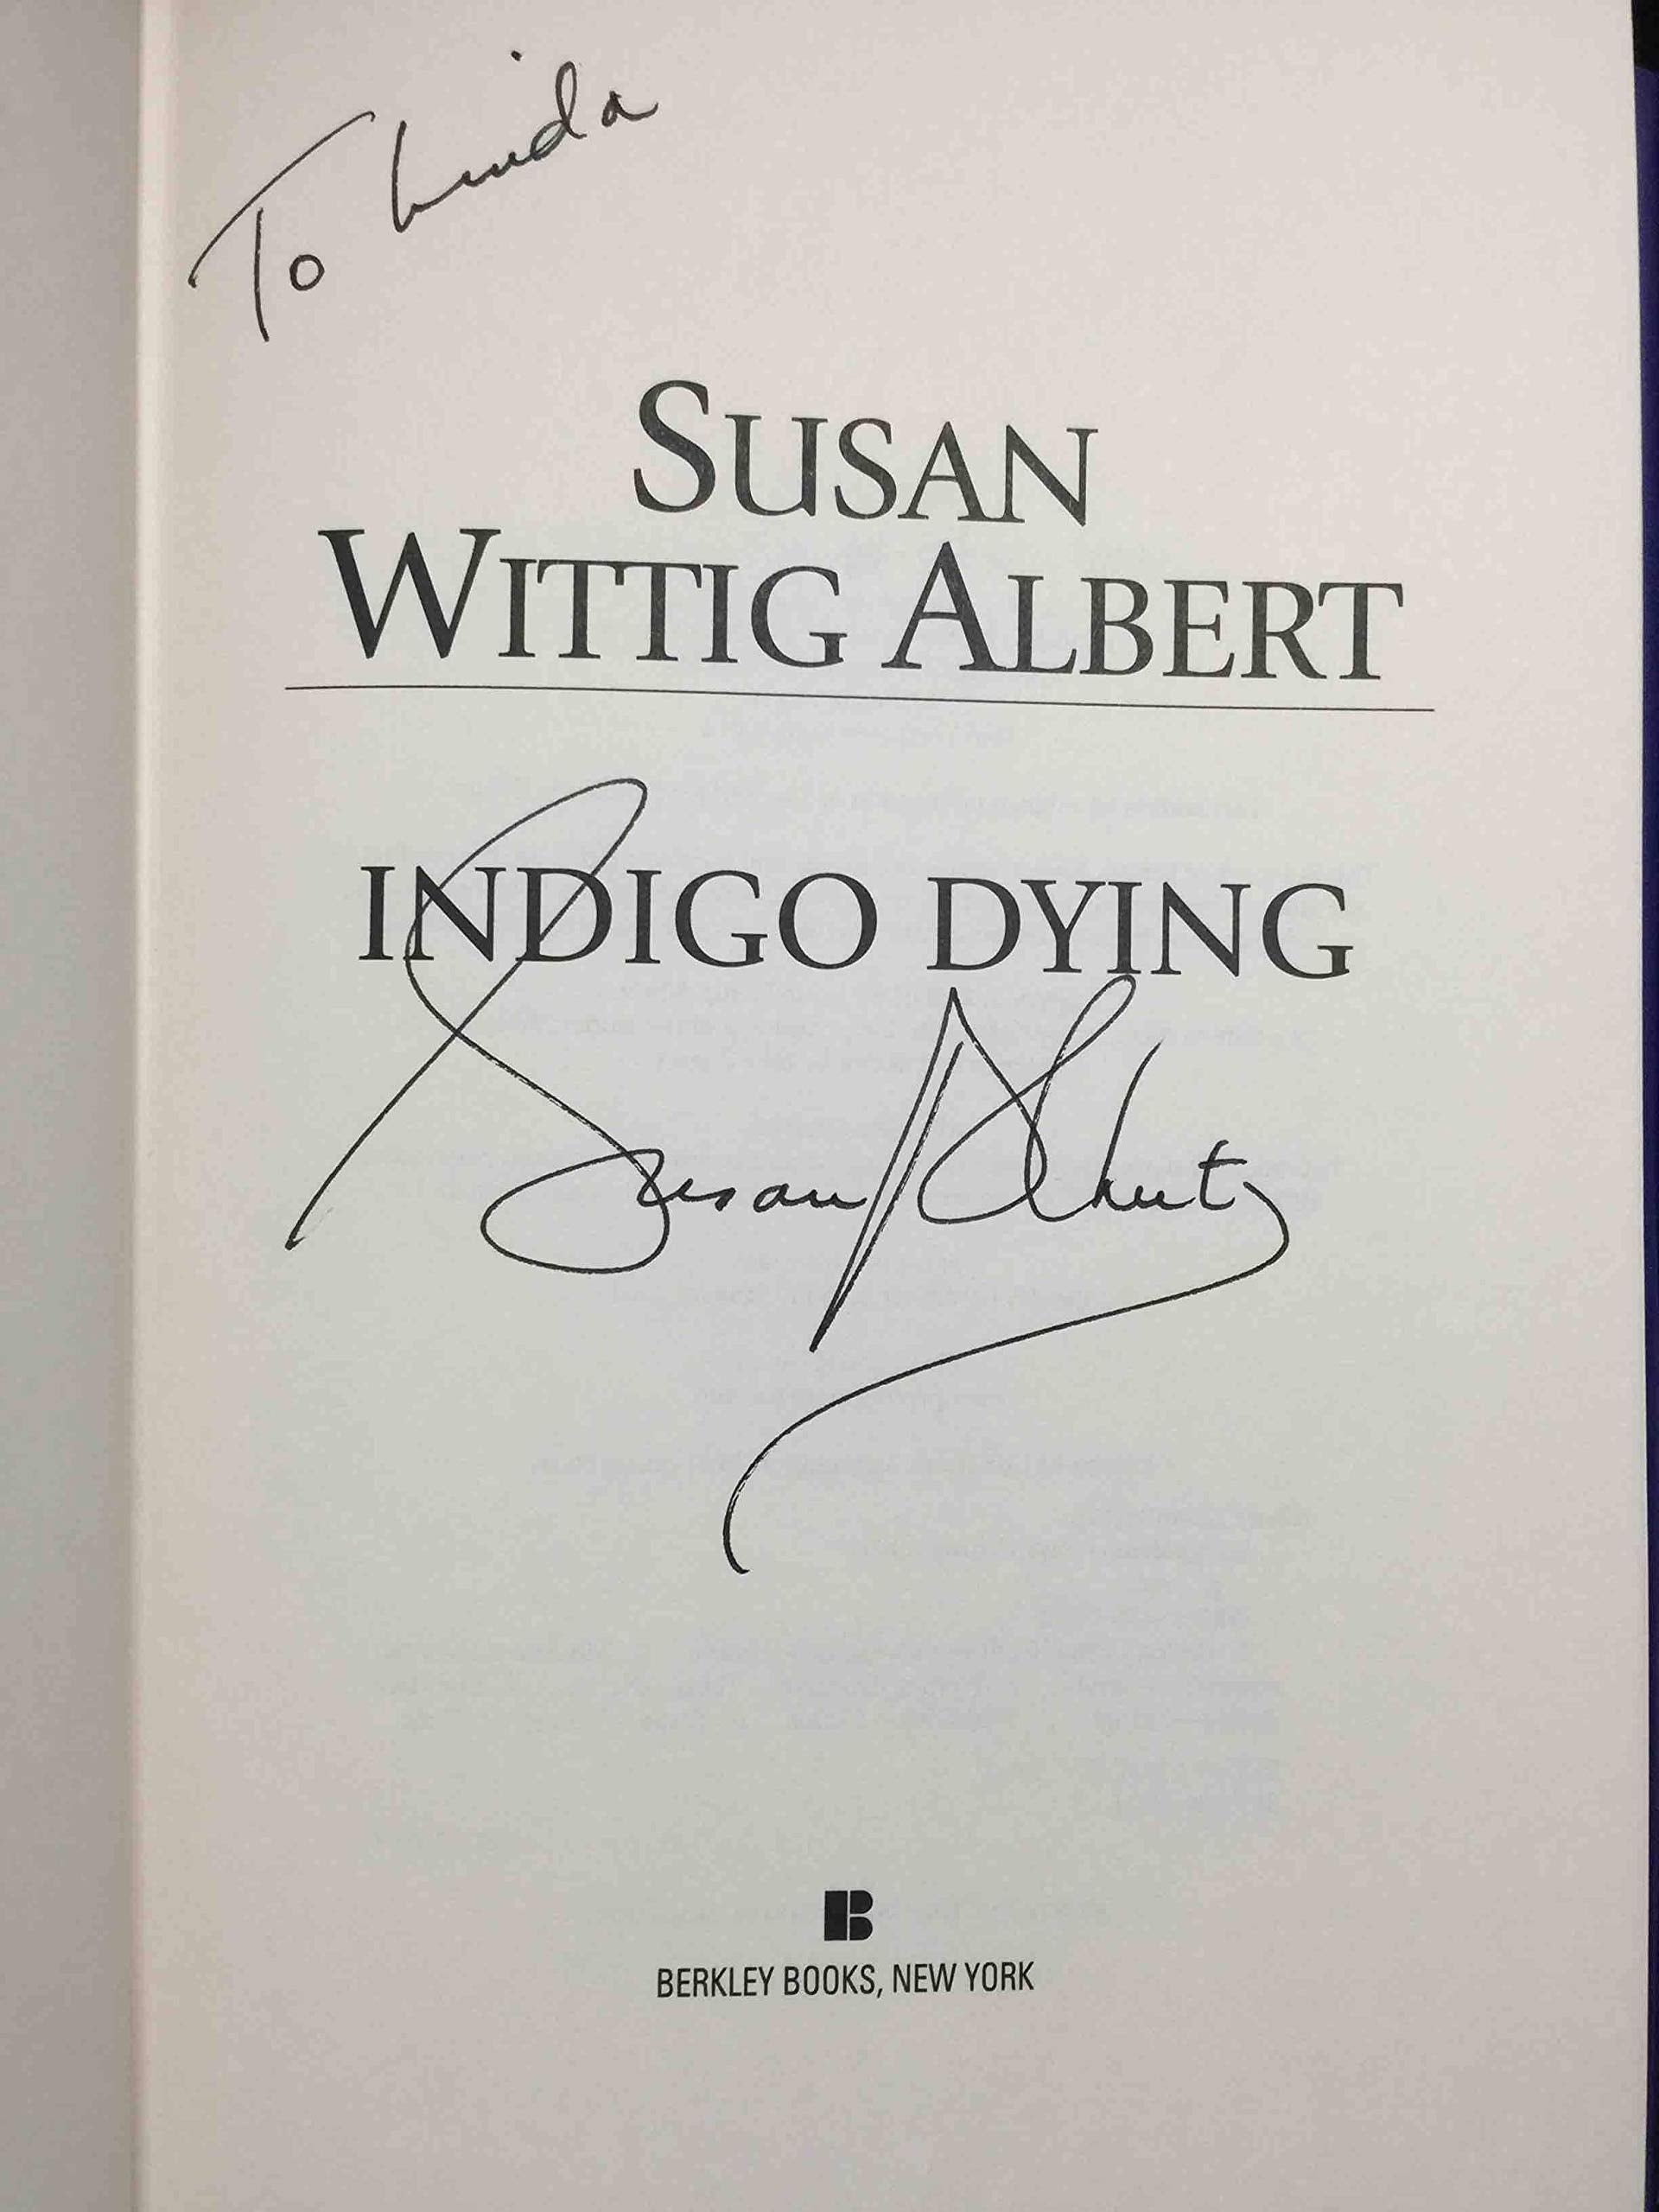 To Linda
SUSAN
WITTIG ALBERT
INDIGO DYING
Susan Albert
B
BERKLEY BOOKS, NEW YORK